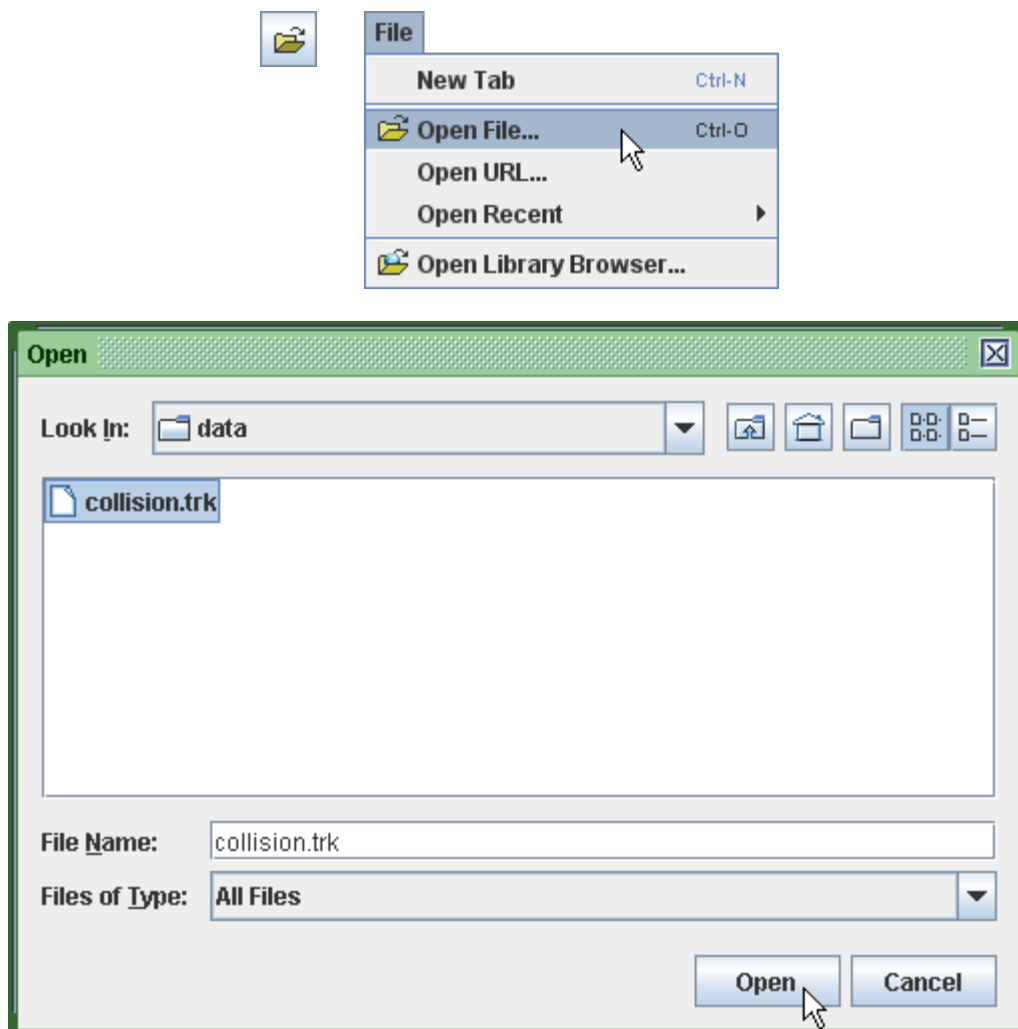 File
New Tab Ctrl-N
Open File... Ctrl-O
Open URL...
Open Recent
Open Library Browser...
Open
Look In: data
collision.trk
File Name: collision.trk
Files of Type: All Files
Open Cancel